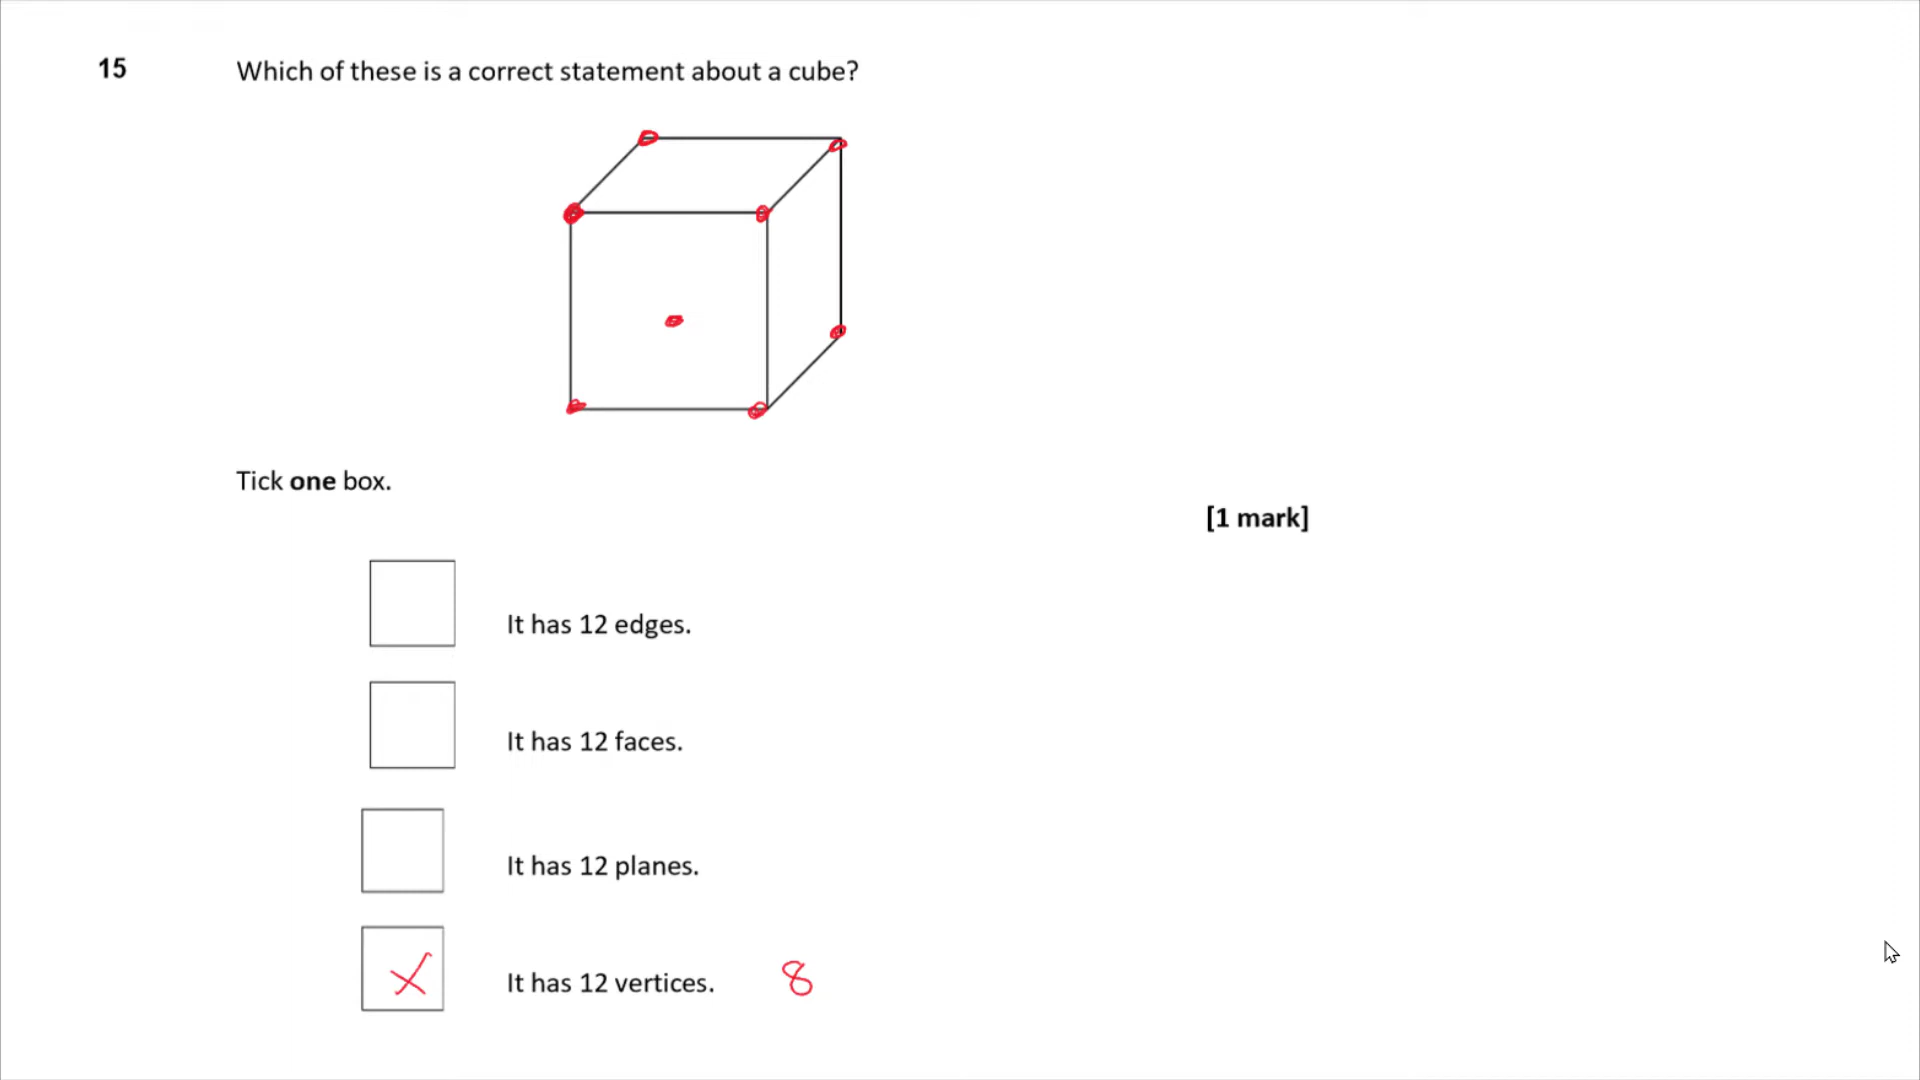 15 Which of these is a correct statement about a cube?
Tick one box.
[1 mark]
It has 12 edges.
It has 12 faces.
It has 12 planes.
X It has 12 vertices. 8